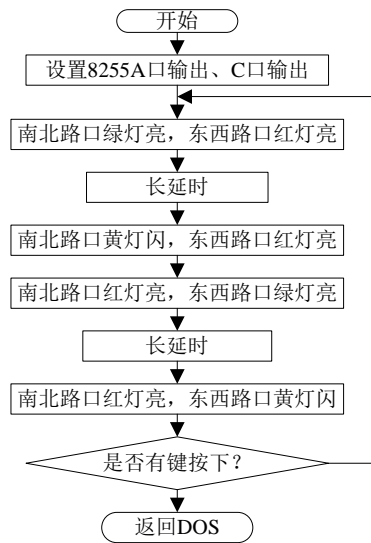 开始
设置8255A口输出、C口输出
南北路口绿灯亮，东西路口红灯亮
长延时
南北路口黄灯闪，东西路口红灯亮
南北路口红灯亮，东西路口绿灯亮
长延时
南北路口红灯亮，东西路口黄灯闪
是否有键按下？
返回DOS